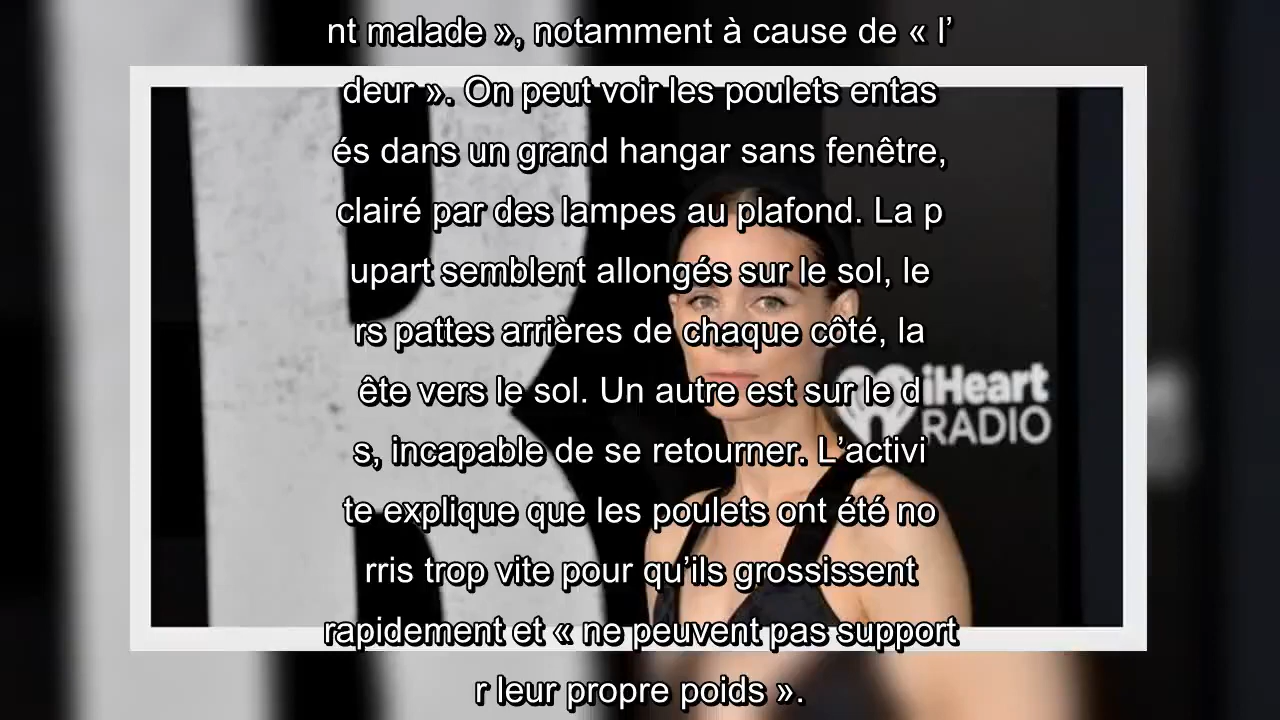 nt malade », notamment à cause de « l’
deur ». On peut voir les poulets entas
és dans un grand hangar sans fenêtre,
clairé par des lampes au plafond. La p
upart semblent allongés sur le sol, le
rs pattes arrières de chaque côté, la
ête vers le sol. Un autre est sur le d
s, incapable de se retourner. L’activi
te explique que les poulets ont été no
rris trop vite pour qu’ils grossissent
rapidement et « ne peuvent pas support
r leur propre poids ».
iHeart
RADIO